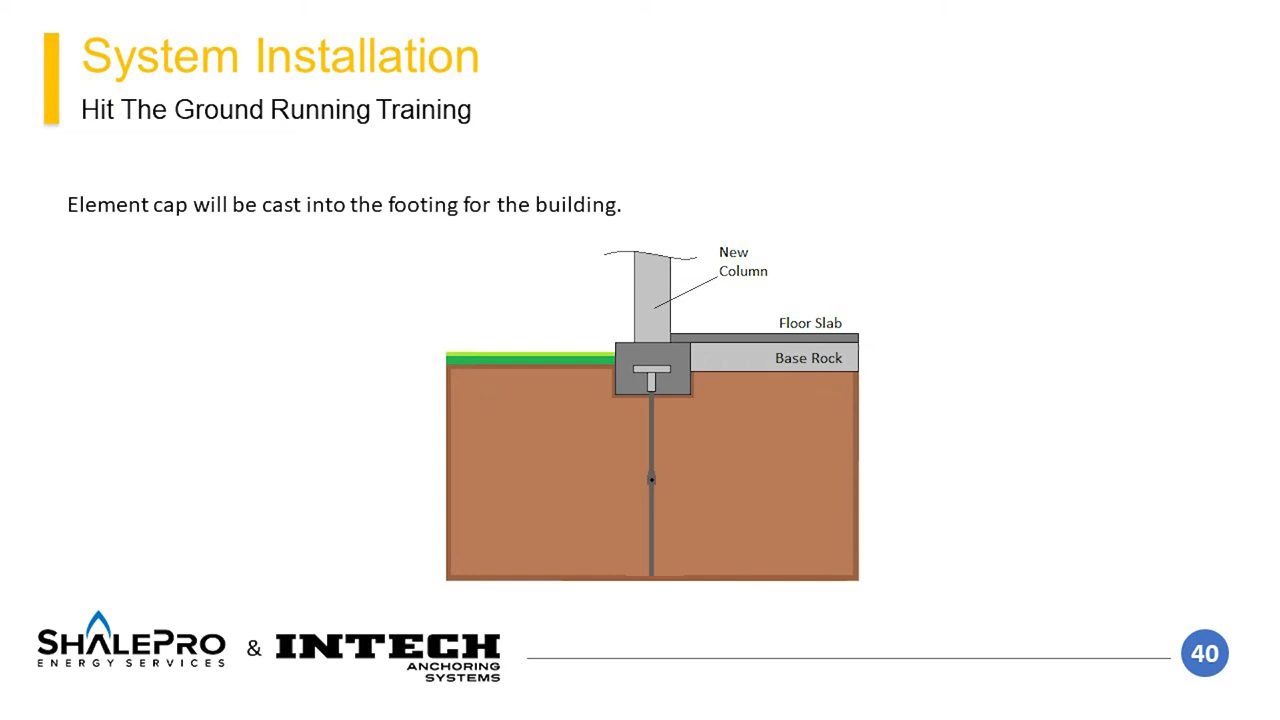 System Installation
Hit The Ground Running Training
Element cap will be cast into the footing for the building.
New
Column
Floor Slab
Base Rock
SHALEPRO
ENERGY SERVICES
&
INTECH
ANCHORING
SYSTEMS
40